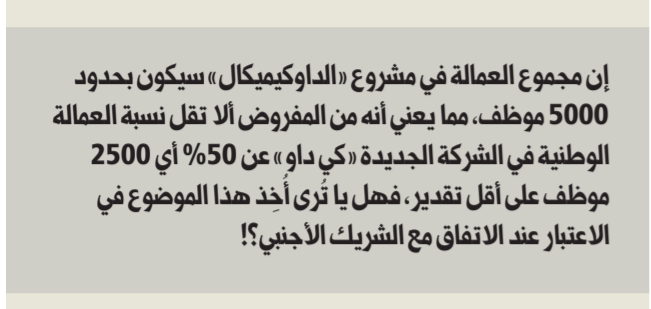 إن مجموع العمالة في مشروع «الداوكيميكال» سيكون بحدود
5000 موظف، مما يعني أنه من المفروض ألا تقل نسبة العمالة
الوطنية في الشركة الجديدة «كي داو» عن 50% أي 2500
موظف على أقل تقدير، فهل يا تُرى أُخِذ هذا الموضوع في
الاعتبار عند الاتفاق مع الشريك الأجنبي؟!